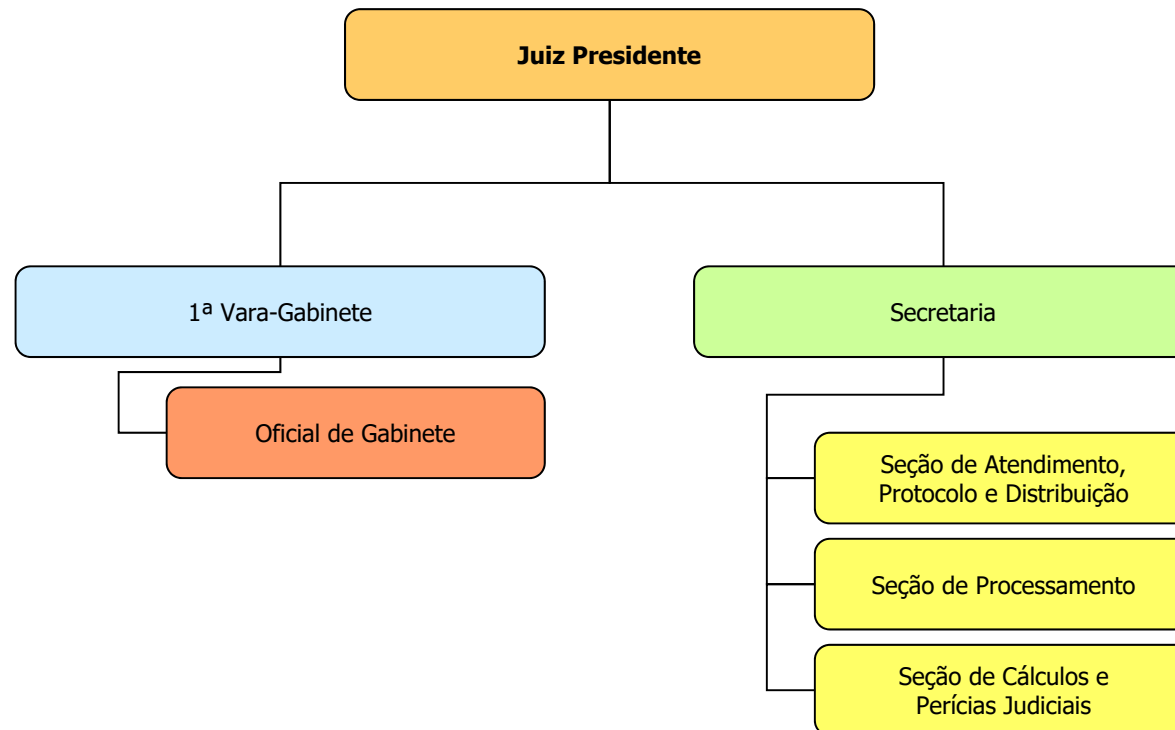 Juiz Presidente
1ª Vara-Gabinete
Secretaria
Oficial de Gabinete
Seção de Atendimento,
Protocolo e Distribuição
Seção de Processamento
Seção de Cálculos e
Perícias Judiciais